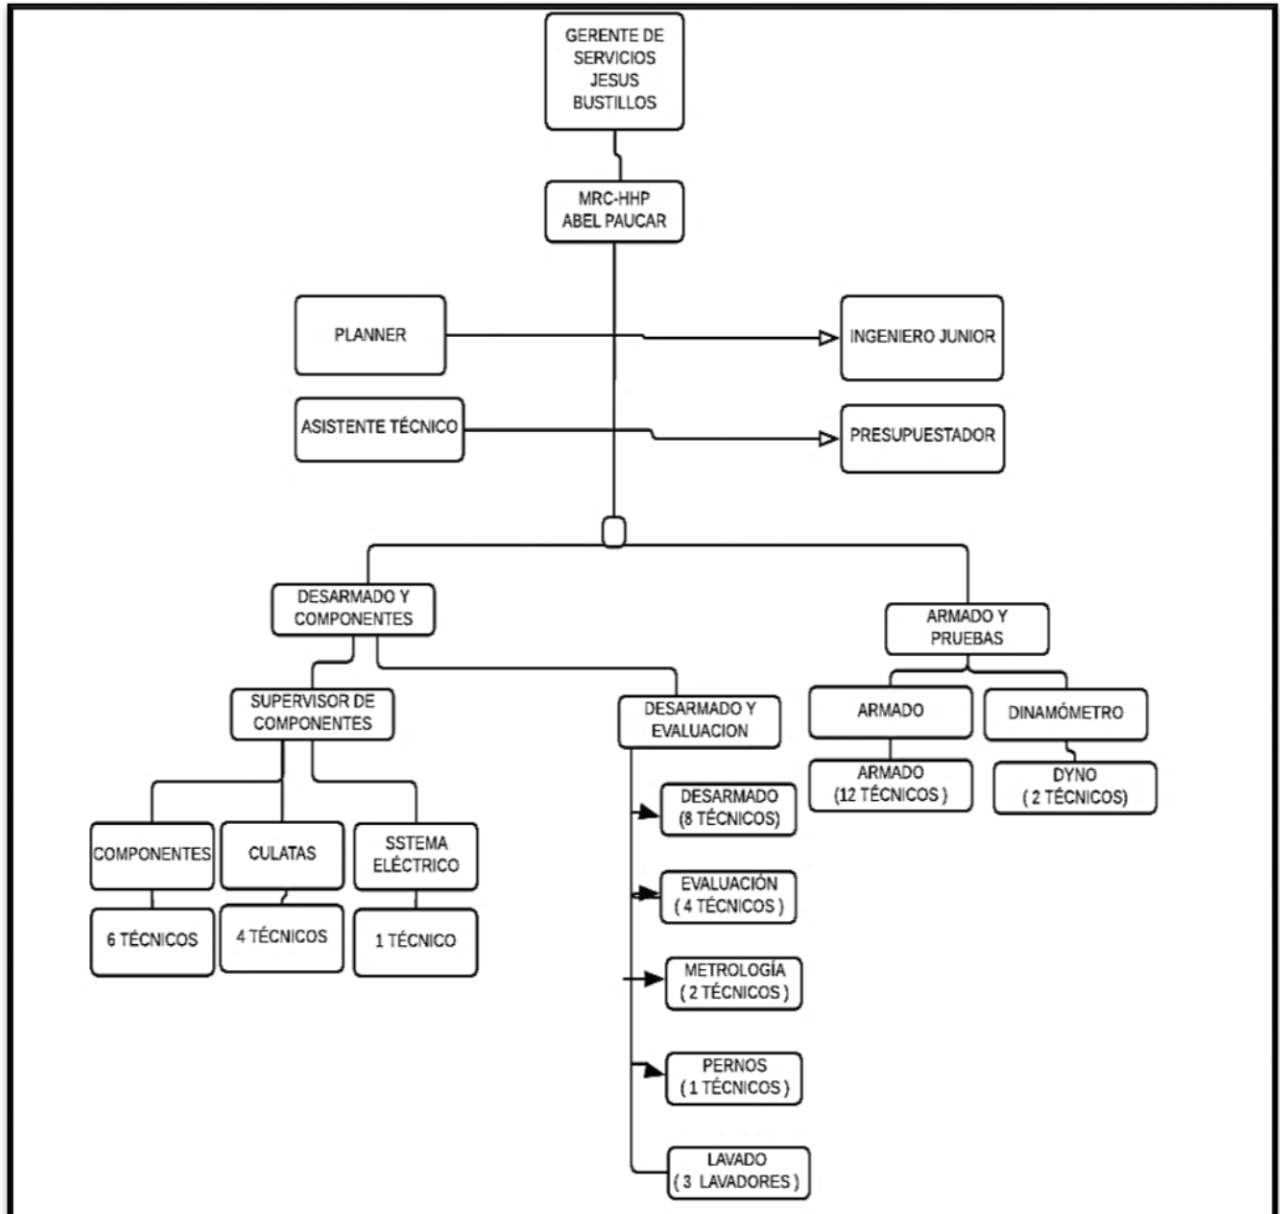 GERENTE DE
SERVICIOS
JESUS
BUSTILLOS
MRC-HHP
ABEL PAUCAR
PLANNER
INGENIERO JUNIOR
ASISTENTE TÉCNICO
PRESUPUESTADOR
DESARMADO Y
COMPONENTES
ARMADO Y
PRUEBAS
SUPERVISOR DE
COMPONENTES
DESARMADO Y
EVALUACION
ARMADO
DINAMÓMETRO
ARMADO
(12 TÉCNICOS )
DYNO
( 2 TÉCNICOS)
COMPONENTES
CULATAS
SSTEMA
ELÉCTRICO
6 TÉCNICOS
4 TÉCNICOS
1 TÉCNICO
DESARMADO
(8 TÉCNICOS)
EVALUACIÓN
( 4 TÉCNICOS )
METROLOGÍA
( 2 TÉCNICOS )
PERNOS
( 1 TÉCNICOS )
LAVADO
( 3  LAVADORES )